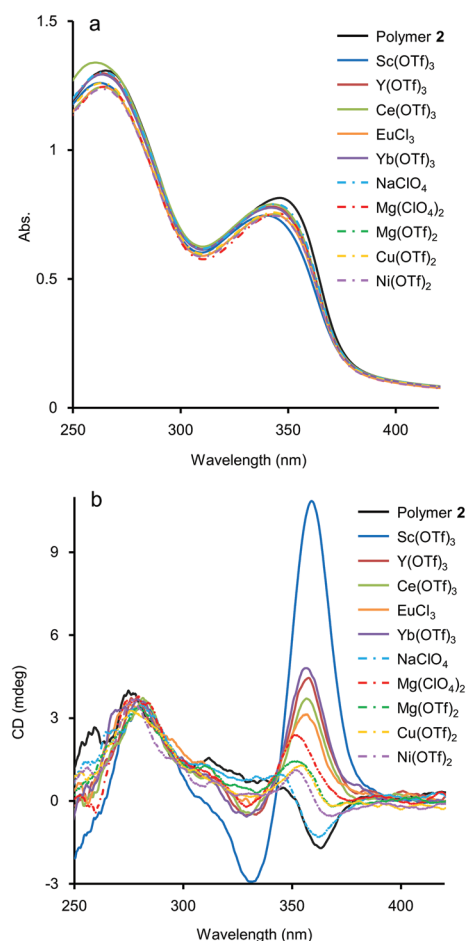 a
1.5
1
0.5
0
Abs.
250 300 350 400
Wavelength (nm)
Polymer 2
Sc(OTf)3
Y(OTf)3
Ce(OTf)3
EuCl3
Yb(OTf)3
NaClO4
Mg(ClO4)2
Mg(OTf)2
Cu(OTf)2
Ni(OTf)2
b
9
6
3
0
-3
CD (mdeg)
250 300 350 400
Wavelength (nm)
Polymer 2
Sc(OTf)3
Y(OTf)3
Ce(OTf)3
EuCl3
Yb(OTf)3
NaClO4
Mg(ClO4)2
Mg(OTf)2
Cu(OTf)2
Ni(OTf)2